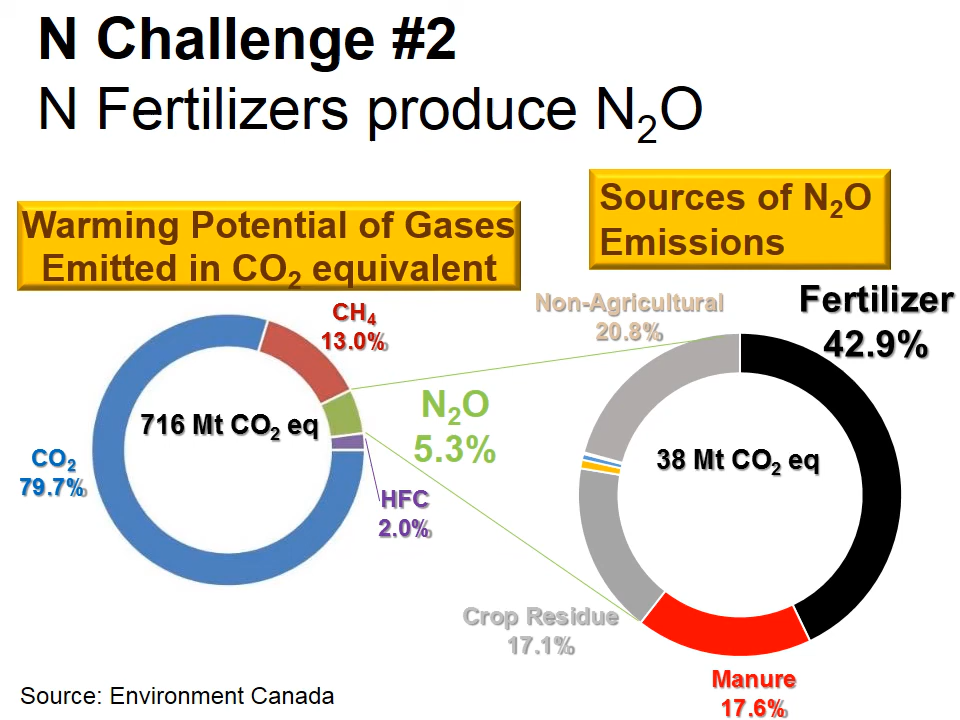 N Challenge #2
N Fertilizers produce N₂O
Warming Potential of Gases
Emitted in CO₂ equivalent
Sources of N₂O
Emissions
CH₄
13.0%
716 Mt CO₂ eq
N₂O
5.3%
CO₂
79.7%
HFC
2.0%
Non-Agricultural
20.8%
Fertilizer
42.9%
38 Mt CO₂ eq
Crop Residue
17.1%
Manure
17.6%
Source: Environment Canada